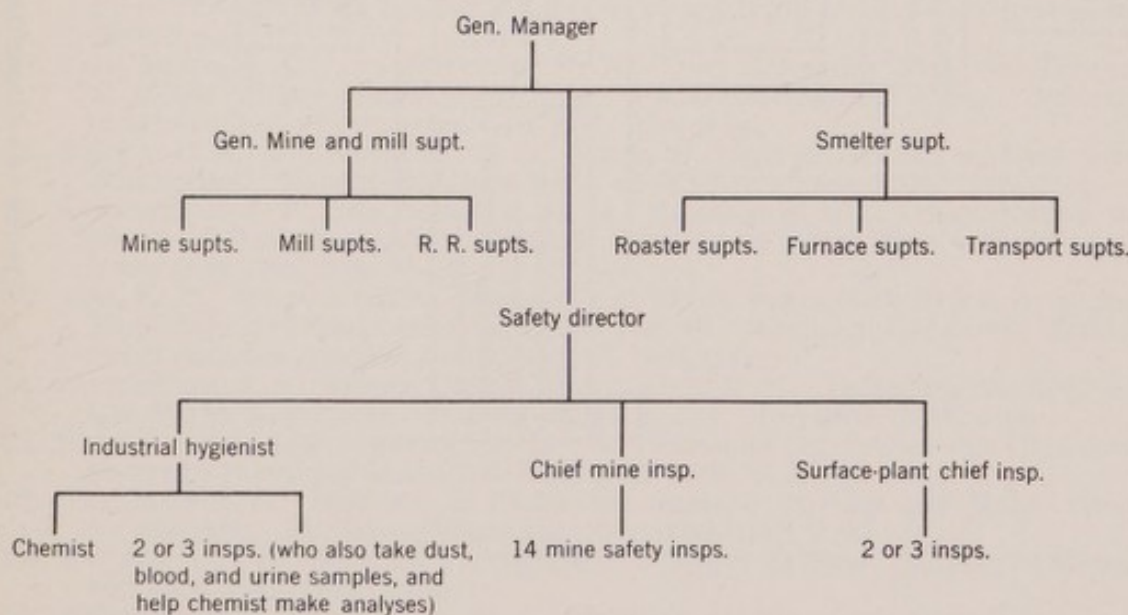 Gen. Manager
Gen. Mine and mill supt.
Smelter supt.
Mine supts.
Mill supts.
R. R. supts.
Roaster supts.
Furnace supts.
Transport supts.
Safety director
Industrial hygienist
Chief mine insp.
Surface-plant chief insp.
Chemist
2 or 3 insps. (who also take dust,
blood, and urine samples, and
help chemist make analyses)
14 mine safety insps.
2 or 3 insps.